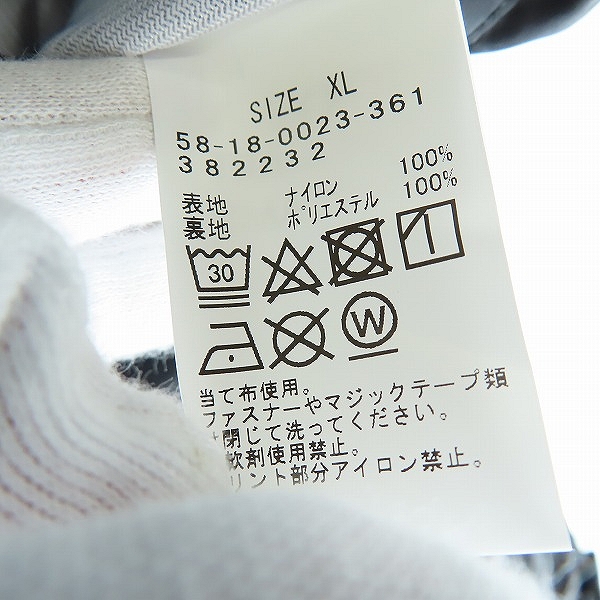 SIZE XL
58-18-0023-361
382232
表地 ナイロン 100%
裏地 ポリエステル 100%
30
W
当て布使用。
ファスナーやマジックテープ類
閉じて洗ってください。
軟剤使用禁止。
リント部分アイロン禁止。